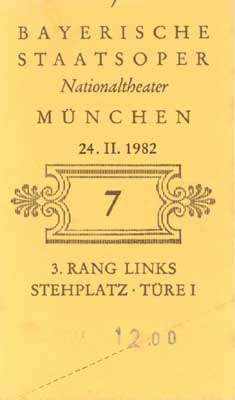 BAYERISCHE
STAATSOPER
Nationaltheater
MÜNCHEN
24. II. 1982
7
3. RANG LINKS
STEHPLATZ · TÜRE I
12.00